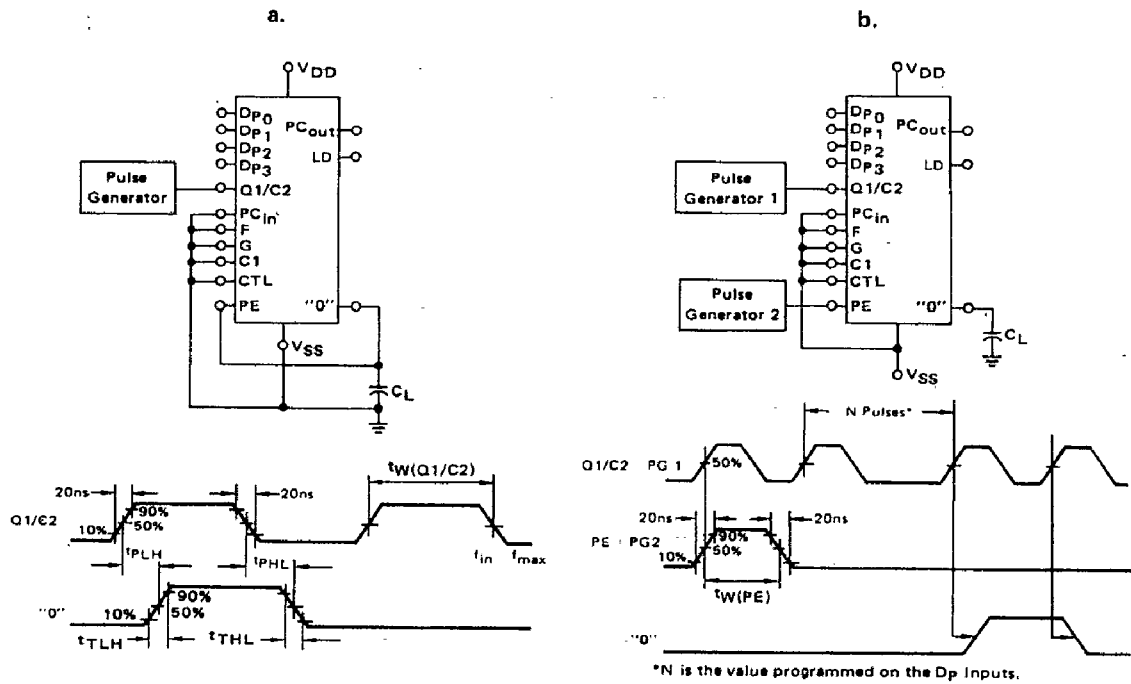 a.
VDD
DP0
DP1
DP2
DP3
PCout
LD
Pulse
Generator
Q1/C2
PCin
F
G
C1
CTL
PE
"0"
VSS
CL
tW(Q1/C2)
20ns
20ns
Q1/C2
90%
50%
10%
tPLH
tPHL
fin
fmax
"0"
90%
50%
10%
tTLH
tTHL
b.
VDD
DP0
DP1
DP2
DP3
PCout
LD
Pulse
Generator 1
Q1/C2
PCin
F
G
C1
CTL
Pulse
Generator 2
PE
"0"
CL
VSS
N Pulses*
Q1/C2 PG 1
50%
20ns
20ns
PE PG2
90%
50%
10%
tW(PE)
"0"
*N is the value programmed on the DP Inputs.